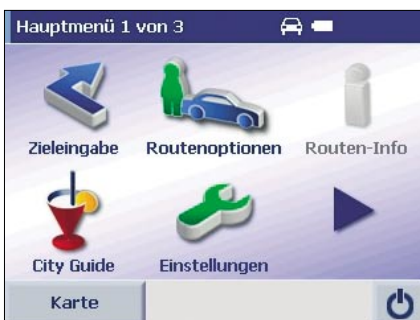 Hauptmenü 1 von 3
Zieleingabe Routenoptionen Routen-Info
City Guide Einstellungen
Karte